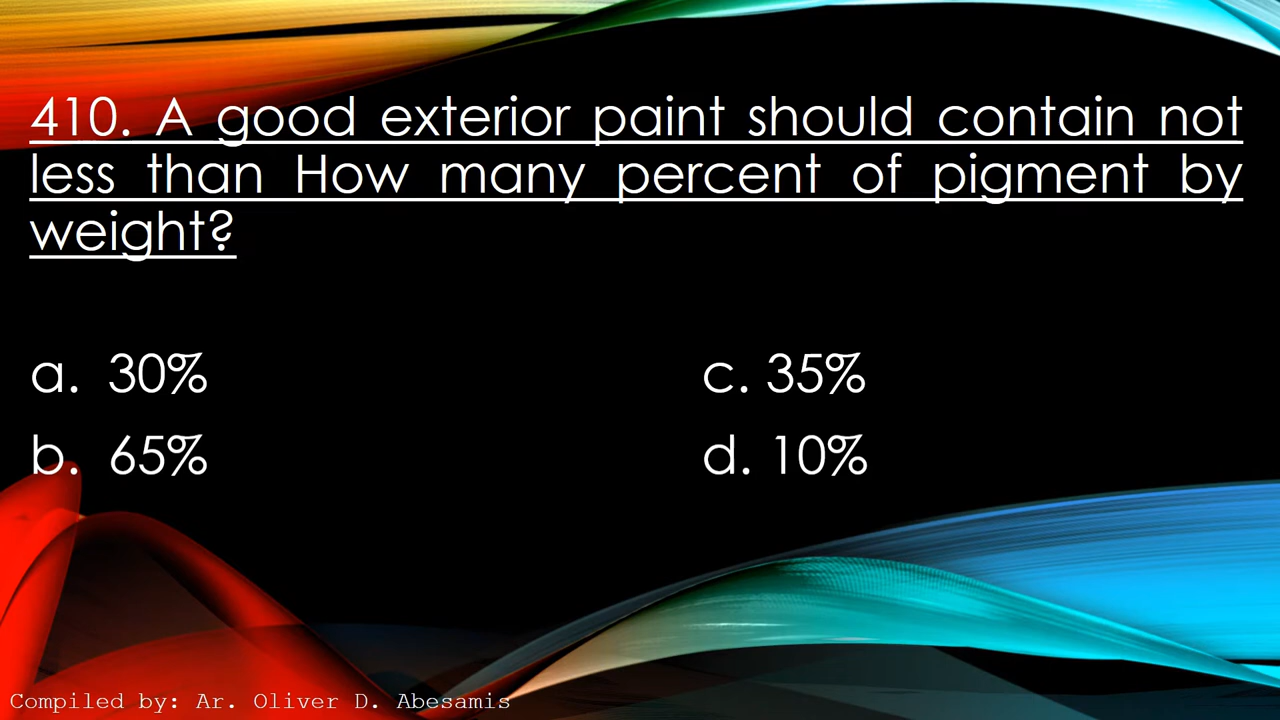 410. A good exterior paint should contain not
less than How many percent of pigment by
weight?
a. 30%
c. 35%
b. 65%
d. 10%
Compiled by: Ar. Oliver D. Abesamis